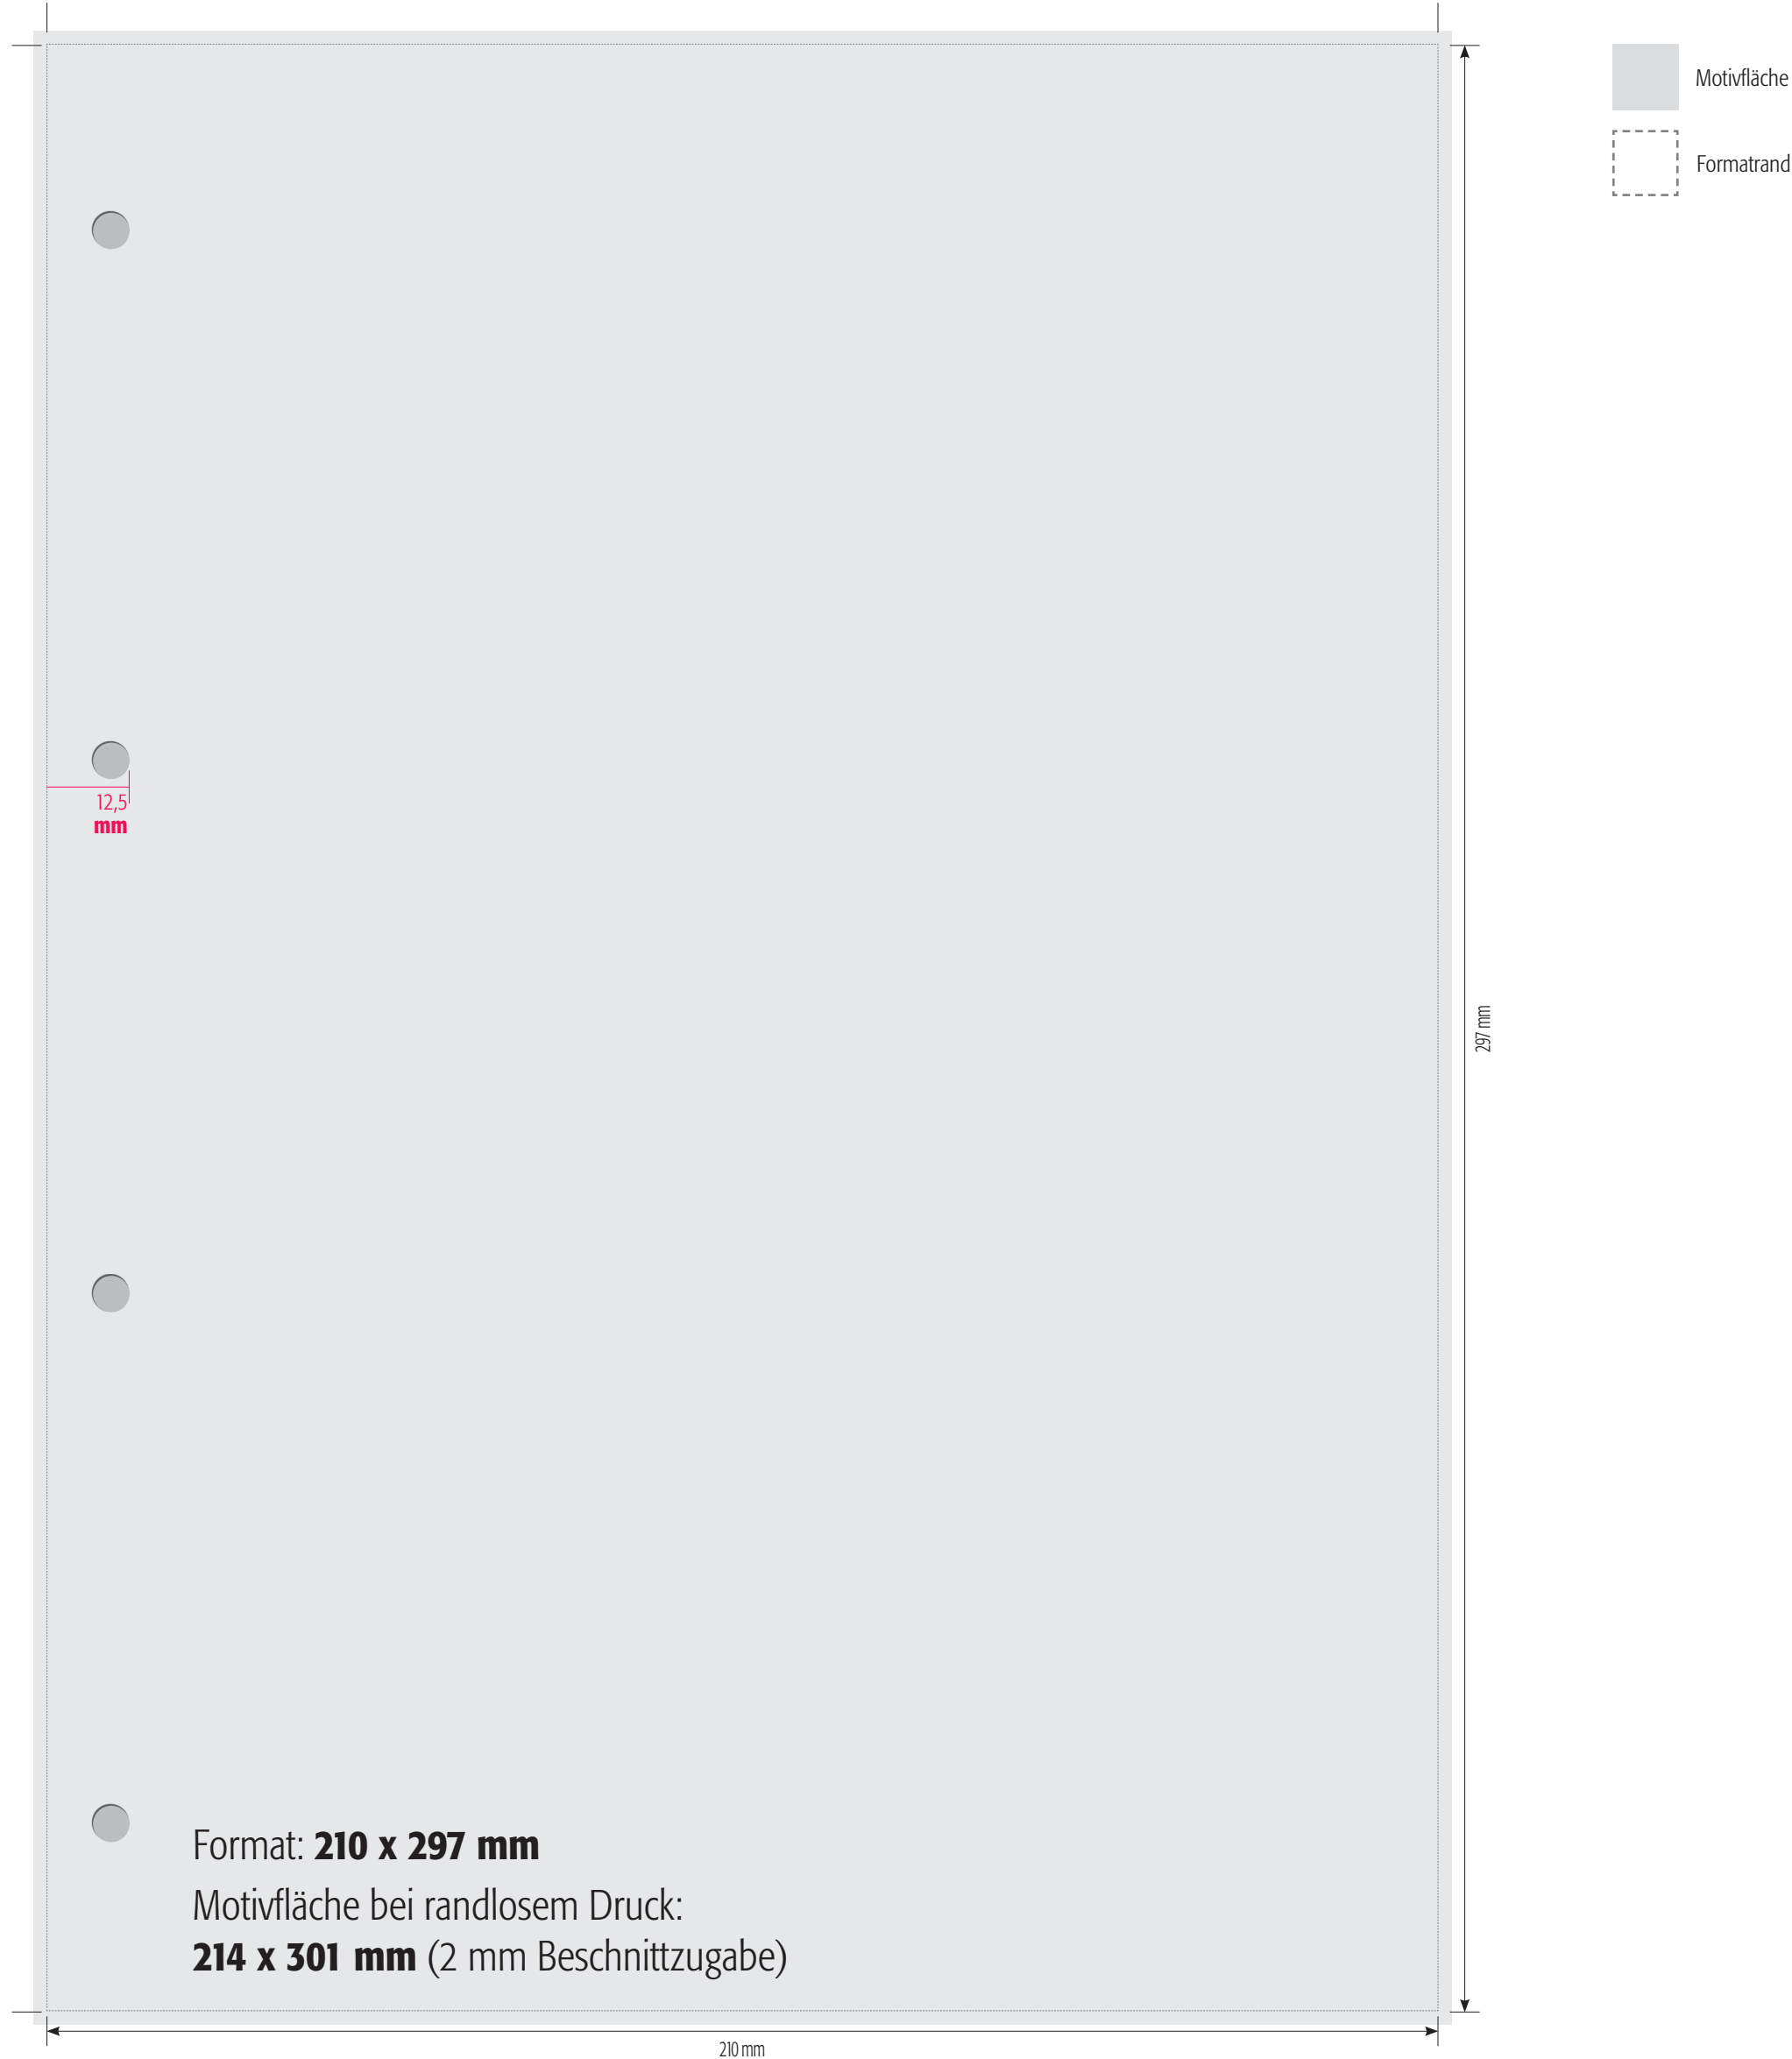 Motivfläche
Formatrand
12,5
mm
297 mm
Format: 210 x 297 mm
Motivfläche bei randlosem Druck:
214 x 301 mm (2 mm Beschnittzugabe)
210 mm